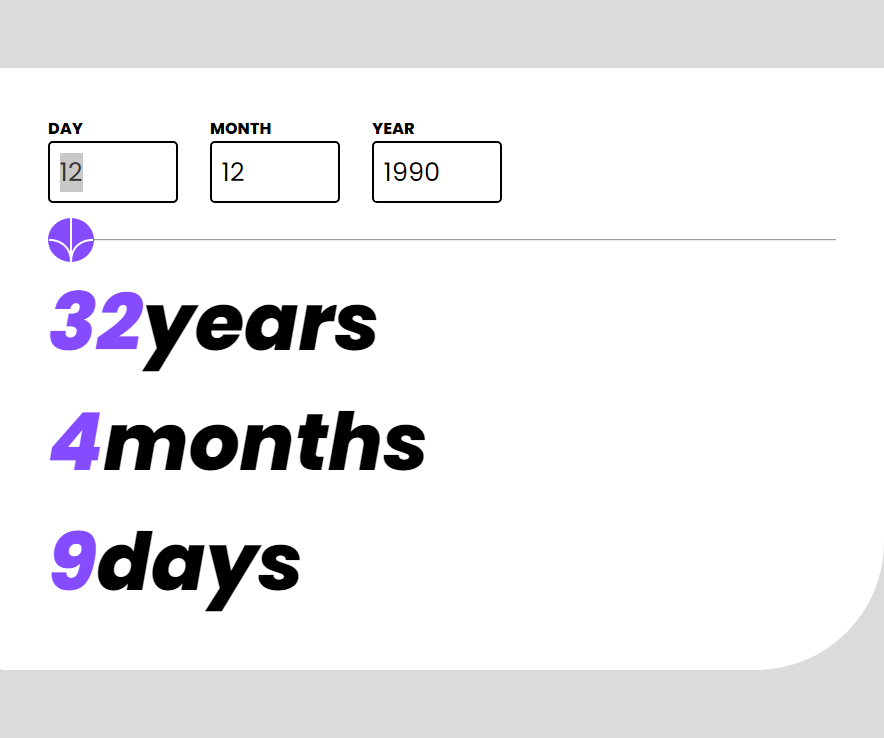 DAY MONTH YEAR
12 12 1990
32years
4months
9days